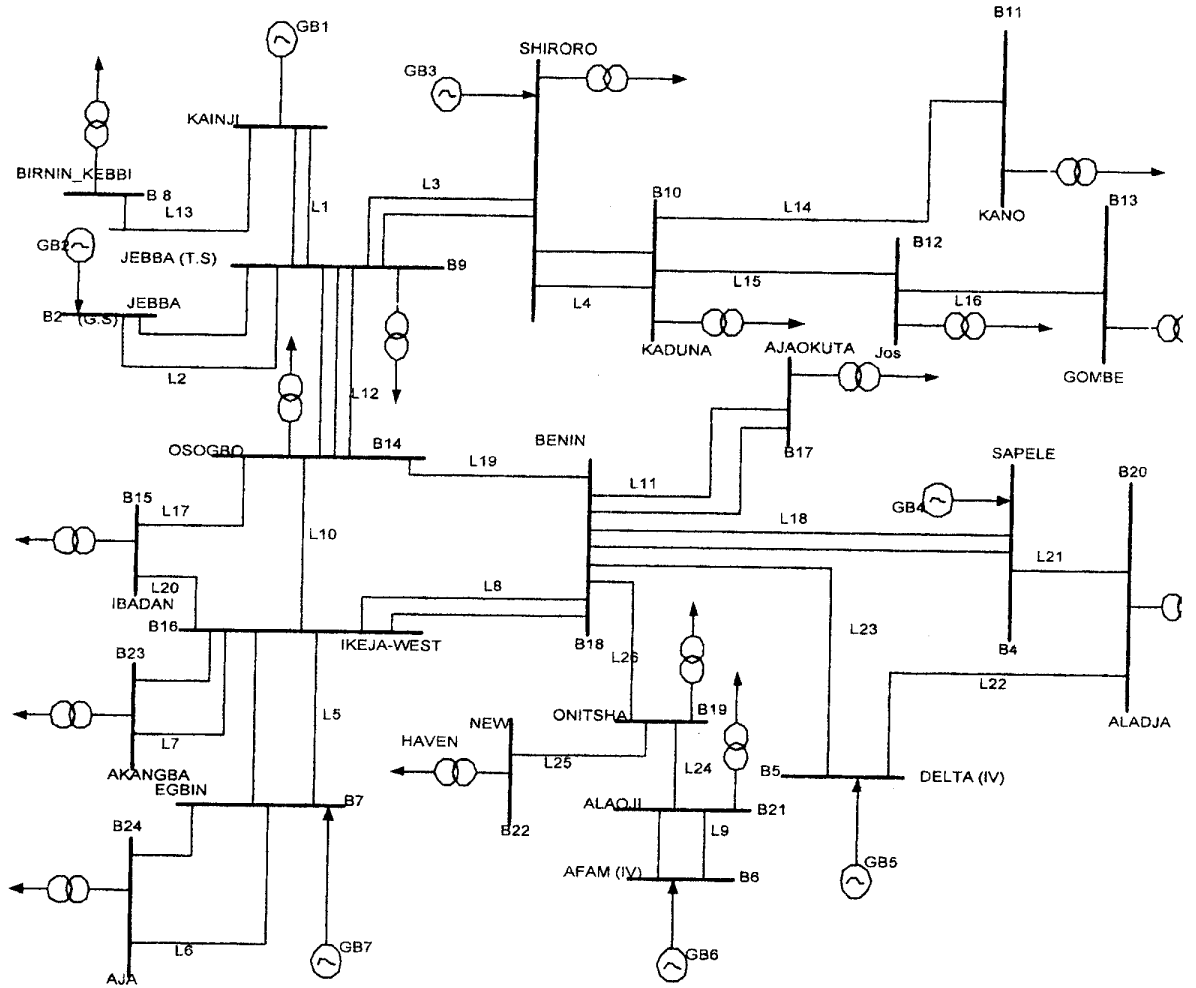 B11
GB1
SHIRORO
GB3
KAINJI
BIRNIN_KEBBI
B 8
L13
L1
L3
B10
L14
KANO
B13
GB2
JEBBA (T.S)
B9
B12
L15
L16
JEBBA
B2 (G.S)
L4
KADUNA
AJAOKUTA
Jos
GOMBE
L2
L12
OSOGBO
B14
BENIN
B17
L19
L11
SAPELE
B20
B15
L17
GB4
L18
L10
L21
L20
IBADAN
L8
B16
IKEJA-WEST
B18
L23
B4
B23
L26
L22
L5
ONITSHA
B19
NEW
HAVEN
ALADJA
L7
L25
L24
AKANGBA
B5
DELTA (IV)
EGBIN
B7
ALAOJI
B21
B24
B22
L9
AFAM (IV)
B6
GB5
L6
GB7
GB6
AJA